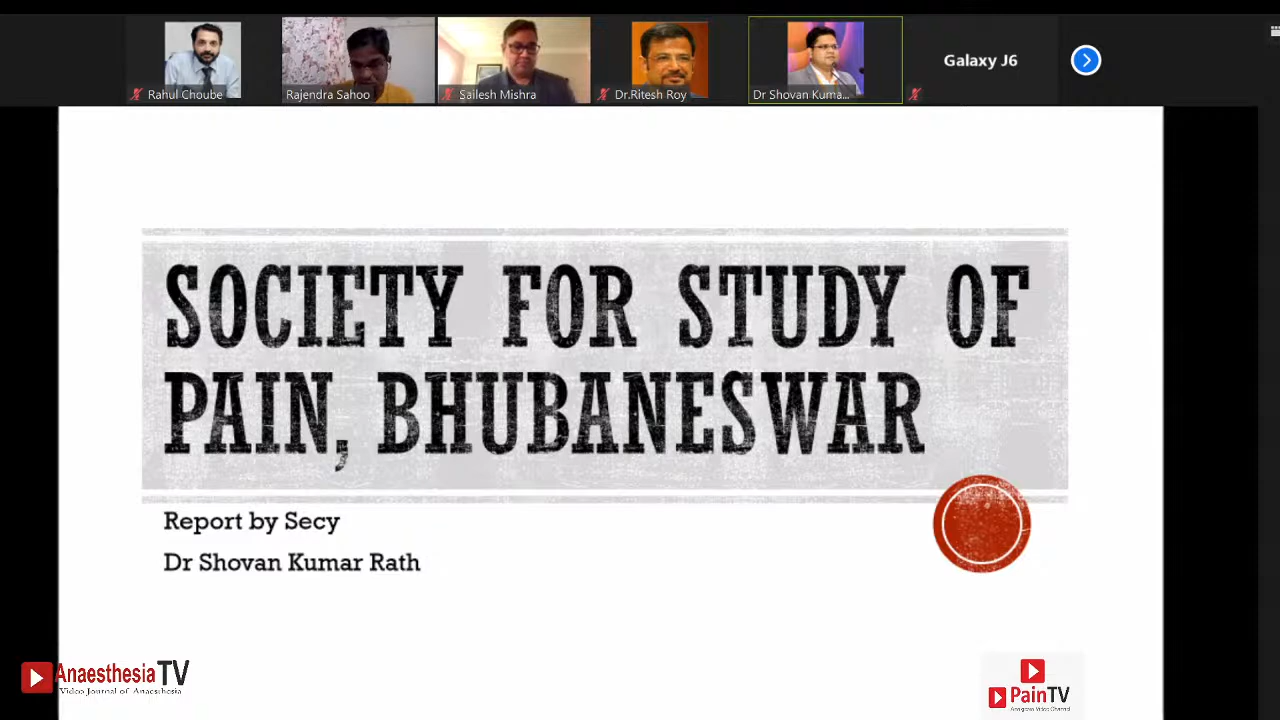 Rahul Choube
Rajendra Sahoo
Sailesh Mishra
Dr.Ritesh Roy
Dr Shovan Kuma...
Galaxy J6
SOCIETY FOR STUDY OF
PAIN, BHUBANESWAR
Report by Secy
Dr Shovan Kumar Rath
AnaesthesiaTV
Video Journal of Anaesthesia
PainTV